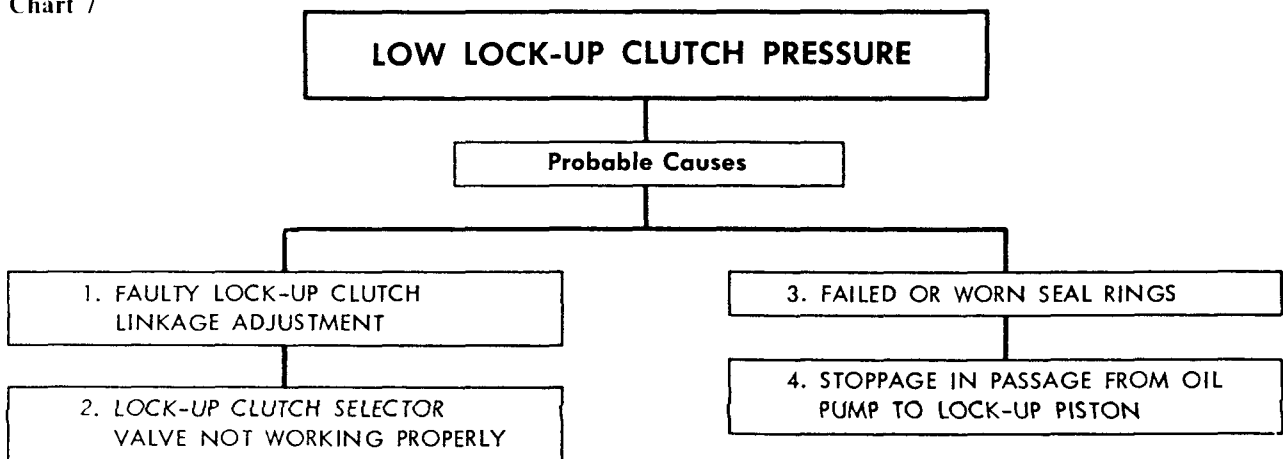 Chart 7
LOW LOCK-UP CLUTCH PRESSURE
Probable Causes
1. FAULTY LOCK-UP CLUTCH
LINKAGE ADJUSTMENT
2. LOCK-UP CLUTCH SELECTOR
VALVE NOT WORKING PROPERLY
3. FAILED OR WORN SEAL RINGS
4. STOPPAGE IN PASSAGE FROM OIL
PUMP TO LOCK-UP PISTON